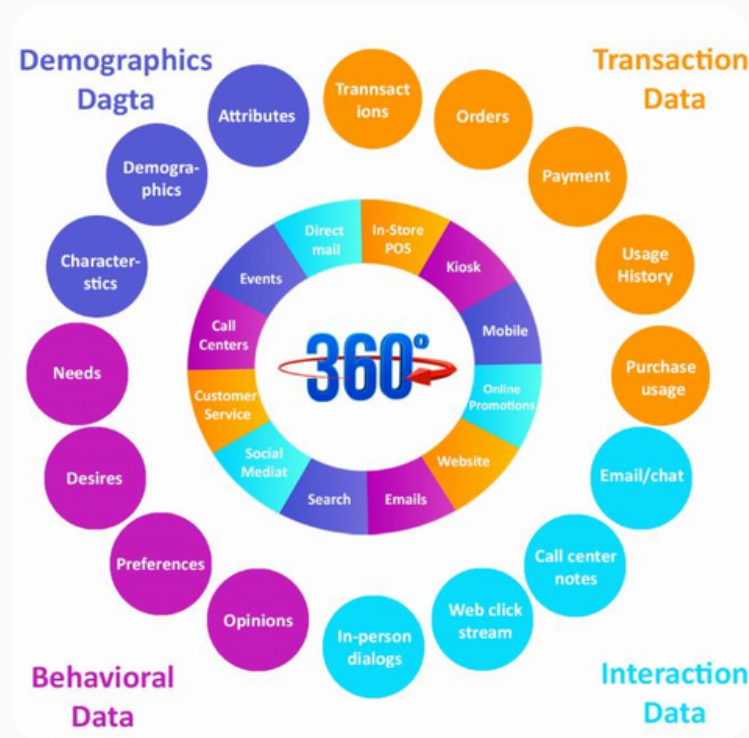 Demographics
Dagta
Transaction
Data
Attributes
Trannsact
ions
Orders
Demogra-
phics
Payment
Character-
stics
Usage
History
Needs
Purchase
usage
Desires
Email/chat
Preferences
Call center
notes
Opinions
Web click
stream
In-person
dialogs
Direct
mail
In-Store
POS
Kiosk
Events
Mobile
Call
Centers
Online
Promotions
Customer
Service
Website
Social
Mediat
Search
Emails
360°
Behavioral
Data
Interaction
Data